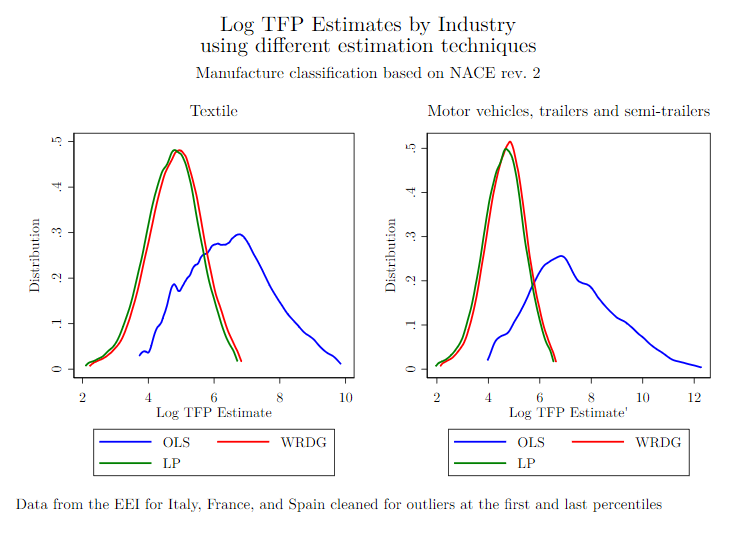 Log TFP Estimates by Industry
using different estimation techniques
Manufacture classification based on NACE rev. 2
Textile
Distribution
0 .1 .2 .3 .4 .5
2 4 6 8 10
Log TFP Estimate
OLS WRDG
LP
Motor vehicles, trailers and semi-trailers
Distribution
0 .1 .2 .3 .4 .5
2 4 6 8 10 12
Log TFP Estimate'
OLS WRDG
LP
Data from the EEI for Italy, France, and Spain cleaned for outliers at the first and last percentiles